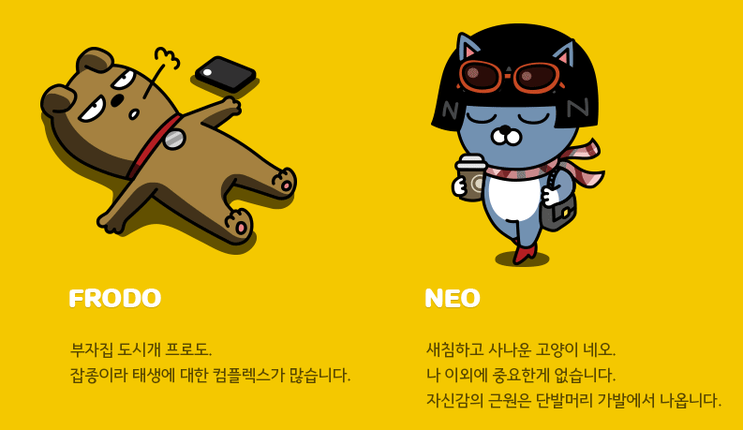 FRODO
부자집 도시개 프로도.
잡종이라 태생에 대한 컴플렉스가 많습니다.
NEO
새침하고 사나운 고양이 네오.
나 이외에 중요한게 없습니다.
자신감의 근원은 단발머리 가발에서 나옵니다.